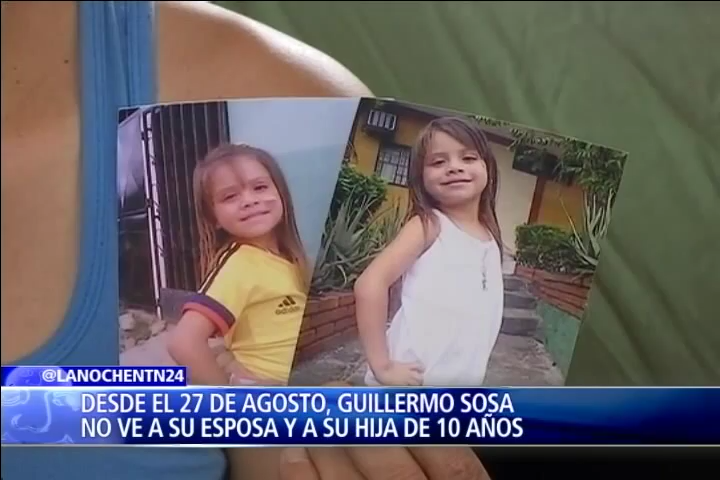 adidas
@LANOCHENTN24
DESDE EL 27 DE AGOSTO, GUILLERMO SOSA
NO VE A SU ESPOSA Y A SU HIJA DE 10 AÑOS